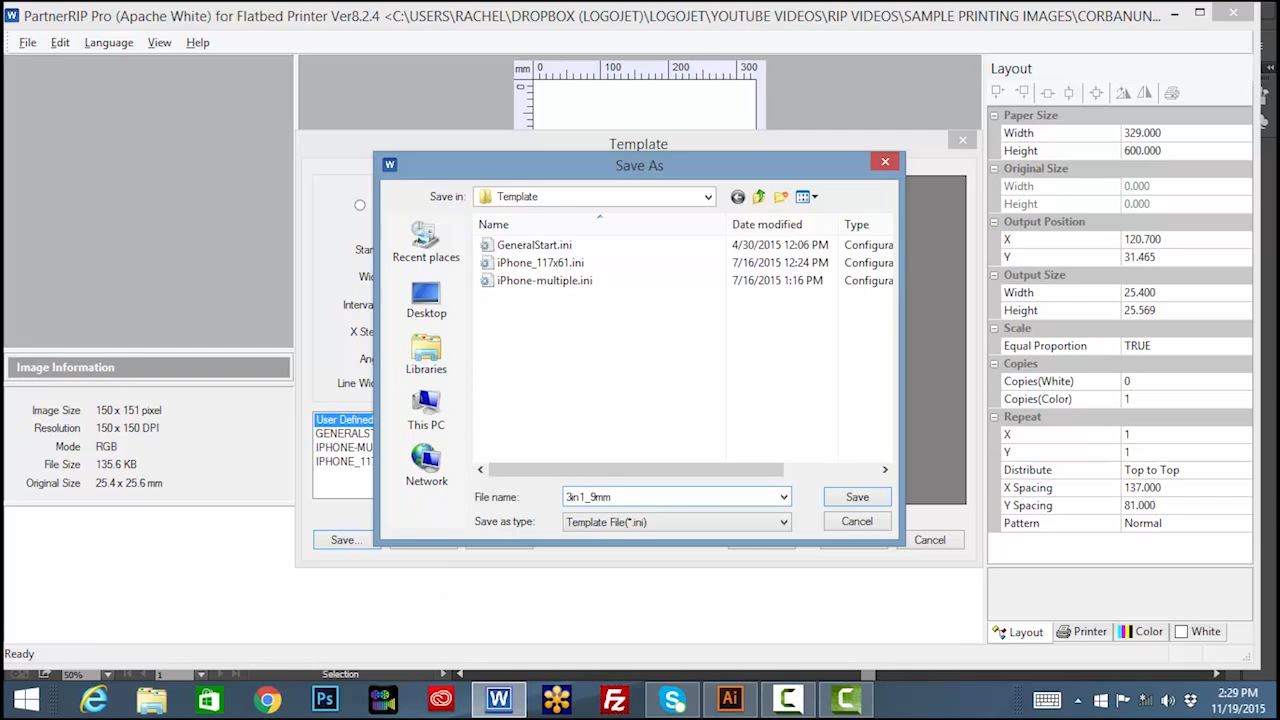 PartnerRIP Pro (Apache White) for Flatbed Printer Ver8.2.4 <C:\USERS\RACHEL\DROPBOX (LOGOJET)\LOGOJET\YOUTUBE VIDEOS\RIP VIDEOS\SAMPLE PRINTING IMAGES\CORBANUN...
File Edit Language View Help
mm 0 100 200 300
0
Layout
Paper Size
Width 329.000
Height 600.000
Original Size
Width 0.000
Height 0.000
Output Position
X 120.700
Y 31.465
Output Size
Width 25.400
Height 25.569
Scale
Equal Proportion TRUE
Copies
Copies(White) 0
Copies(Color) 1
Repeat
X 1
Y 1
Distribute Top to Top
X Spacing 137.000
Y Spacing 81.000
Pattern Normal
Layout Printer Color White
Template
Save As
Save in: Template
Name Date modified Type
GeneralStart.ini 4/30/2015 12:06 PM Configura
iPhone_117x61.ini 7/16/2015 12:24 PM Configura
iPhone-multiple.ini 7/16/2015 1:16 PM Configura
Recent places
Desktop
Libraries
This PC
Network
File name: 3in1_9mm Save
Save as type: Template File(*.ini) Cancel
Star
Wi
Interva
X Ste
An
Line Wi
User Defined
GENERALST
IPHONE-MU
IPHONE_117
Save... Cancel
Image Information
Image Size 150 x 151 pixel
Resolution 150 x 150 DPI
Mode RGB
File Size 135.6 KB
Original Size 25.4 x 25.6 mm
Ready
50% 1 Selection
2:29 PM
11/19/2015